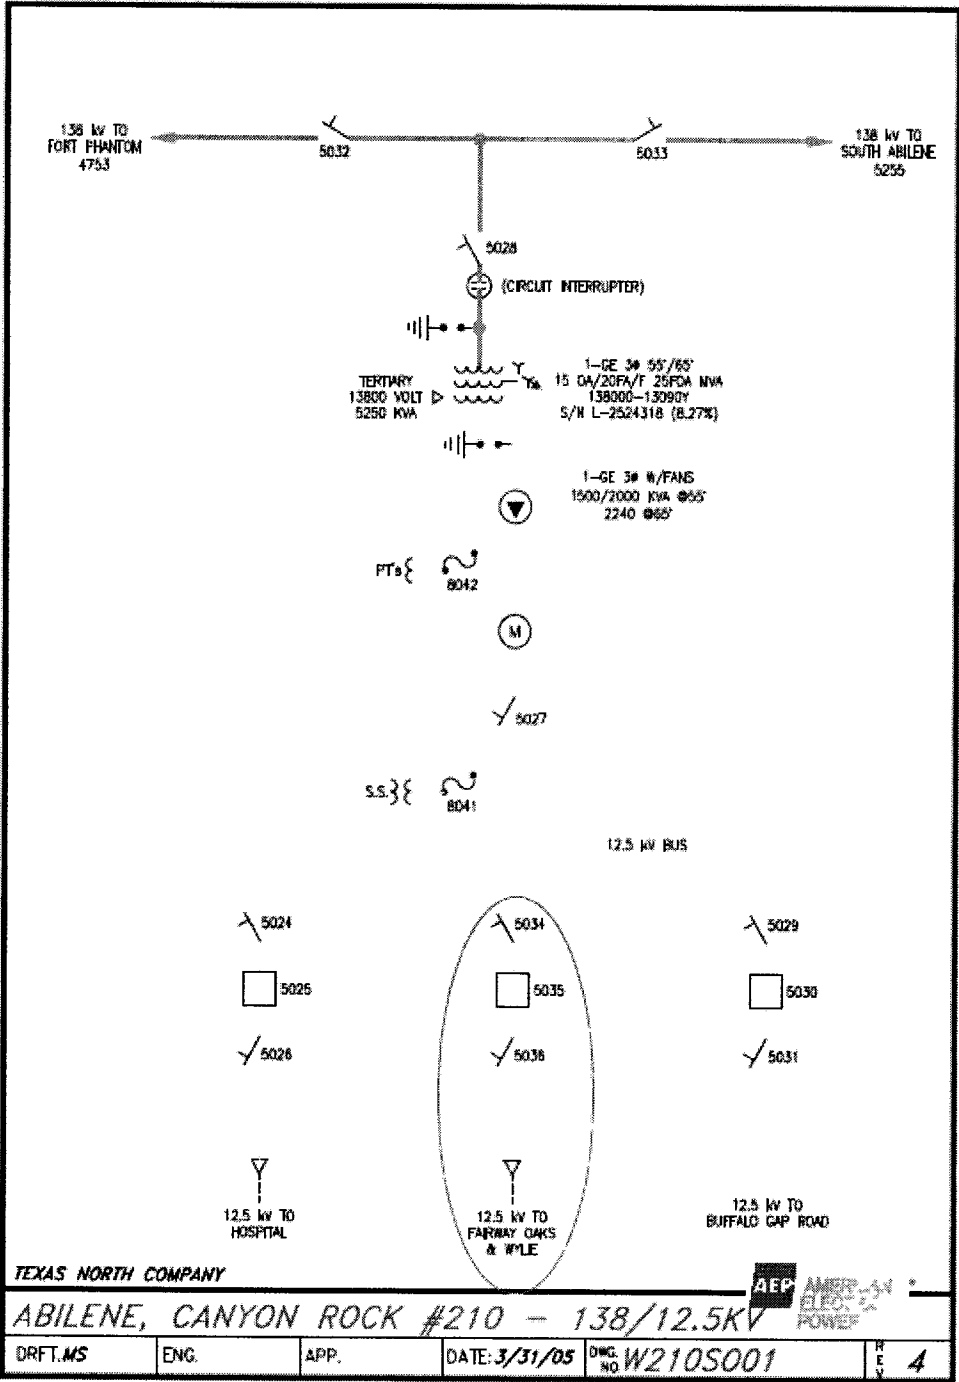 138 kV TO
FORT PHANTOM
4753
5032
5033
138 kV TO
SOUTH ABILENE
5255
5028
(CIRCUIT INTERRUPTER)
TERTIARY
13800 VOLT
5250 KVA
1-GE 3Φ 55°/65°
15 OA/20FA/F 25FOA MVA
138000-13090Y
S/N L-2524318 (8.27%)
1-GE 3Φ W/FANS
1500/2000 KVA @55°
2240 @65°
PT's
8042
M
5027
S.S.
8041
12.5 kV BUS
5024
5034
5029
5025
5035
5030
5026
5036
5031
12.5 kV TO
HOSPITAL
12.5 kV TO
FAIRWAY OAKS
& WYLIE
12.5 kV TO
BUFFALO GAP ROAD
TEXAS NORTH COMPANY
AEP AMERICAN
ELECTRIC
POWER
ABILENE, CANYON ROCK #210 - 138/12.5KV
DRFT.MS
ENG.
APP.
DATE:3/31/05
DWG.
NO. W210S001
REV
4